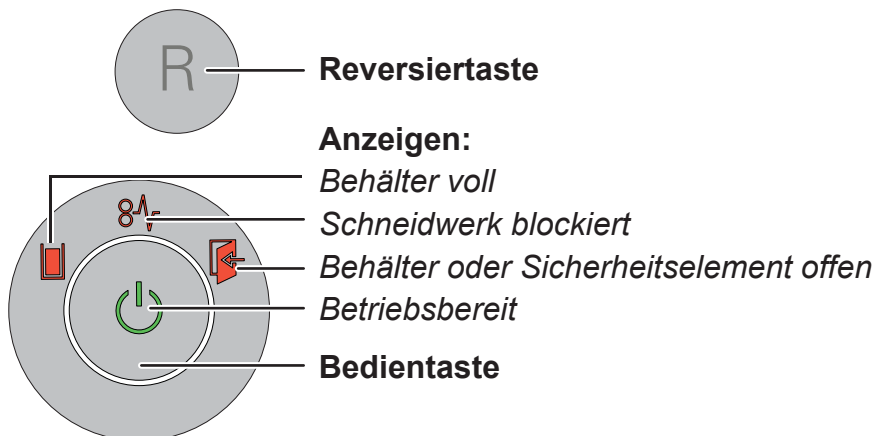 R
Reversiertaste
Anzeigen:
Behälter voll
Schneidwerk blockiert
Behälter oder Sicherheitselement offen
Betriebsbereit
Bedientaste